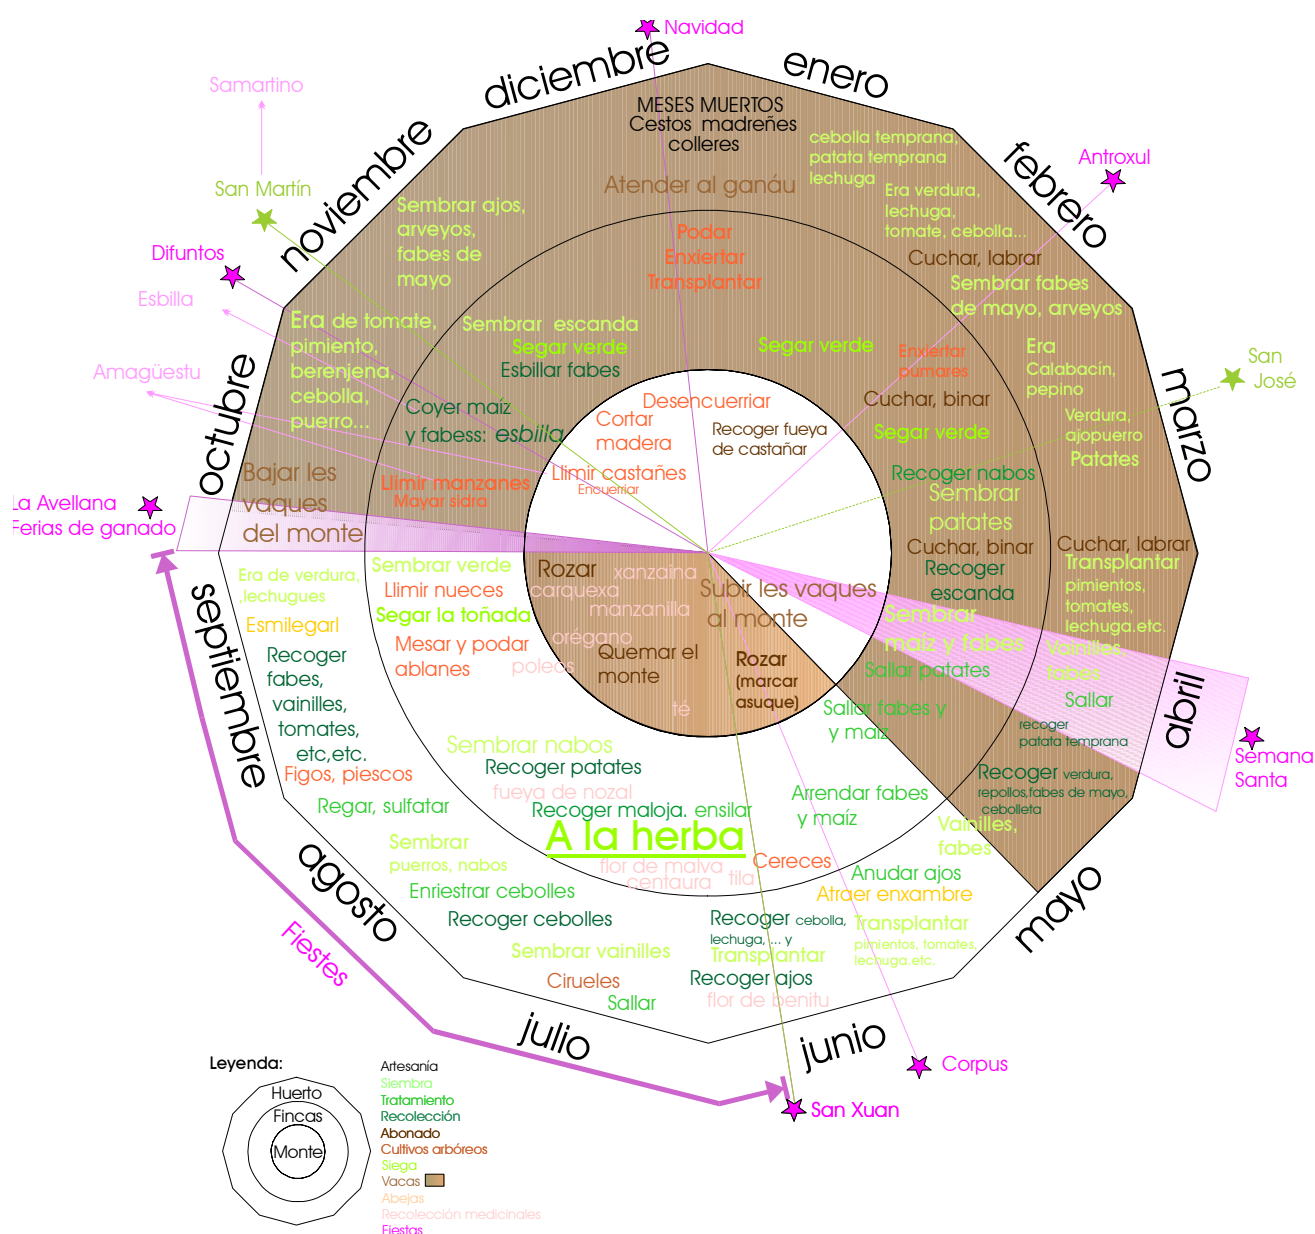 Navidad
diciembre
enero
Samartino
noviembre
febrero
Antroxul
San Martín
Difuntos
Esbilla
Amagüestu
octubre
San
José
marzo
La Avellana
Ferias de ganado
MESES MUERTOS
Cestos madreñes
colleres
Atender al ganáu
cebolla temprana,
patata temprana
lechuga
Era verdura,
lechuga,
tomate, cebolla...
Cuchar, labrar
Sembrar fabes
de mayo, arveyos
Sembrar ajos,
arveyos,
fabes de
mayo
Podar
Enxiertar
Transplantar
Era de tomate,
pimiento,
berenjena,
cebolla,
puerro...
Sembrar escanda
Segar verde
Esbillar fabes
Segar verde
Enxiertar
pumares
Cuchar, binar
Segar verde
Era
Calabacín,
pepino
Verdura,
ajopuerro
Patates
Coyer maíz
y fabess: esbilla
Desencuerriar
Cortar
madera
Recoger fueya
de castañar
Llimir castañes
Encuerriar
Llimir manzanes
Mayar sidra
Bajar les
vaques
del monte
Recoger nabos
Sembrar
patates
Cuchar, binar
Recoger
escanda
Cuchar, labrar
Transplantar
pimientos,
tomates,
lechuga.etc.
Vainilles
fabes
Sallar
recoger
patata temprana
Recoger verdura,
repollos,fabes de mayo,
cebolleta
Vainilles,
fabes
Sembrar
maíz y fabes
Sallar patates
Sallar fabes y
y maiz
Subir les vaques
al monte
Rozar
(marcar
asuque)
Rozar
xanzaina
carquexa
manzanilla
orégano
poleos
Quemar el
monte
té
Era de verdura,
,lechugues
Esmilegarl
Recoger
fabes,
vainilles,
tomates,
etc,etc.
Figos, piescos
Regar, sulfatar
Sembrar verde
Llimir nueces
Segar la toñada
Mesar y podar
ablanes
Sembrar nabos
Recoger patates
fueya de nozal
Recoger maloja. ensilar
A la herba
flor de malva
centaura
tila
Cereces
Arrendar fabes
y maíz
Anudar ajos
Atraer enxambre
Transplantar
pimientos, tomates,
lechuga.etc.
Sembrar
puerros, nabos
Enriestrar cebolles
Recoger cebolles
Sembrar vainilles
Cirueles
Sallar
Recoger cebolla,
lechuga, ... y
Transplantar
Recoger ajos
flor de benitu
septiembre
abril
Semana
Santa
agosto
mayo
Fiestes
julio
junio
Corpus
San Xuan
Leyenda:
Huerto
Fincas
Monte
Artesanía
Siembra
Tratamiento
Recolección
Abonado
Cultivos arbóreos
Siega
Vacas
Abejas
Recolección medicinales
Fiestas